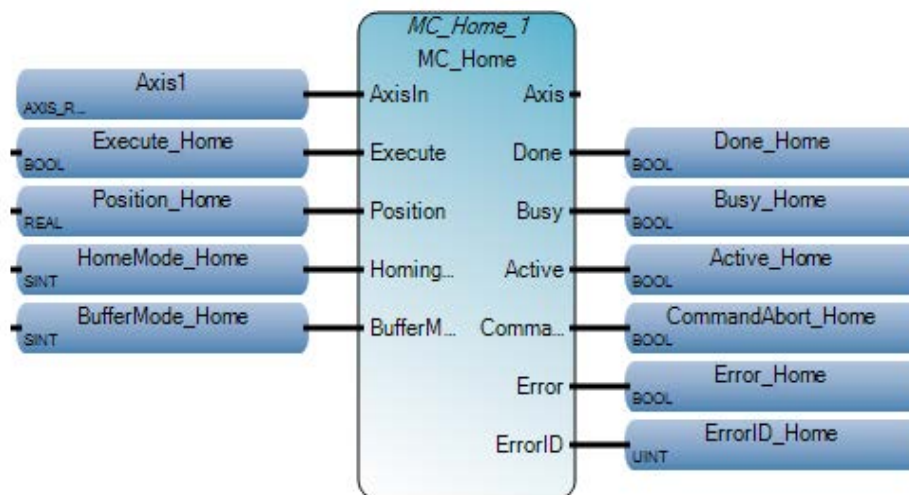 MC_Home_1
MC_Home
Axis1
AXIS_R...
AxisIn
Axis
Execute_Home
BOOL
Execute
Done
Done_Home
BOOL
Position_Home
REAL
Position
Busy
Busy_Home
BOOL
HomeMode_Home
SINT
Homing...
Active
Active_Home
BOOL
BufferMode_Home
SINT
BufferM...
Comma...
CommandAbort_Home
BOOL
Error
Error_Home
BOOL
ErrorID
ErrorID_Home
UINT